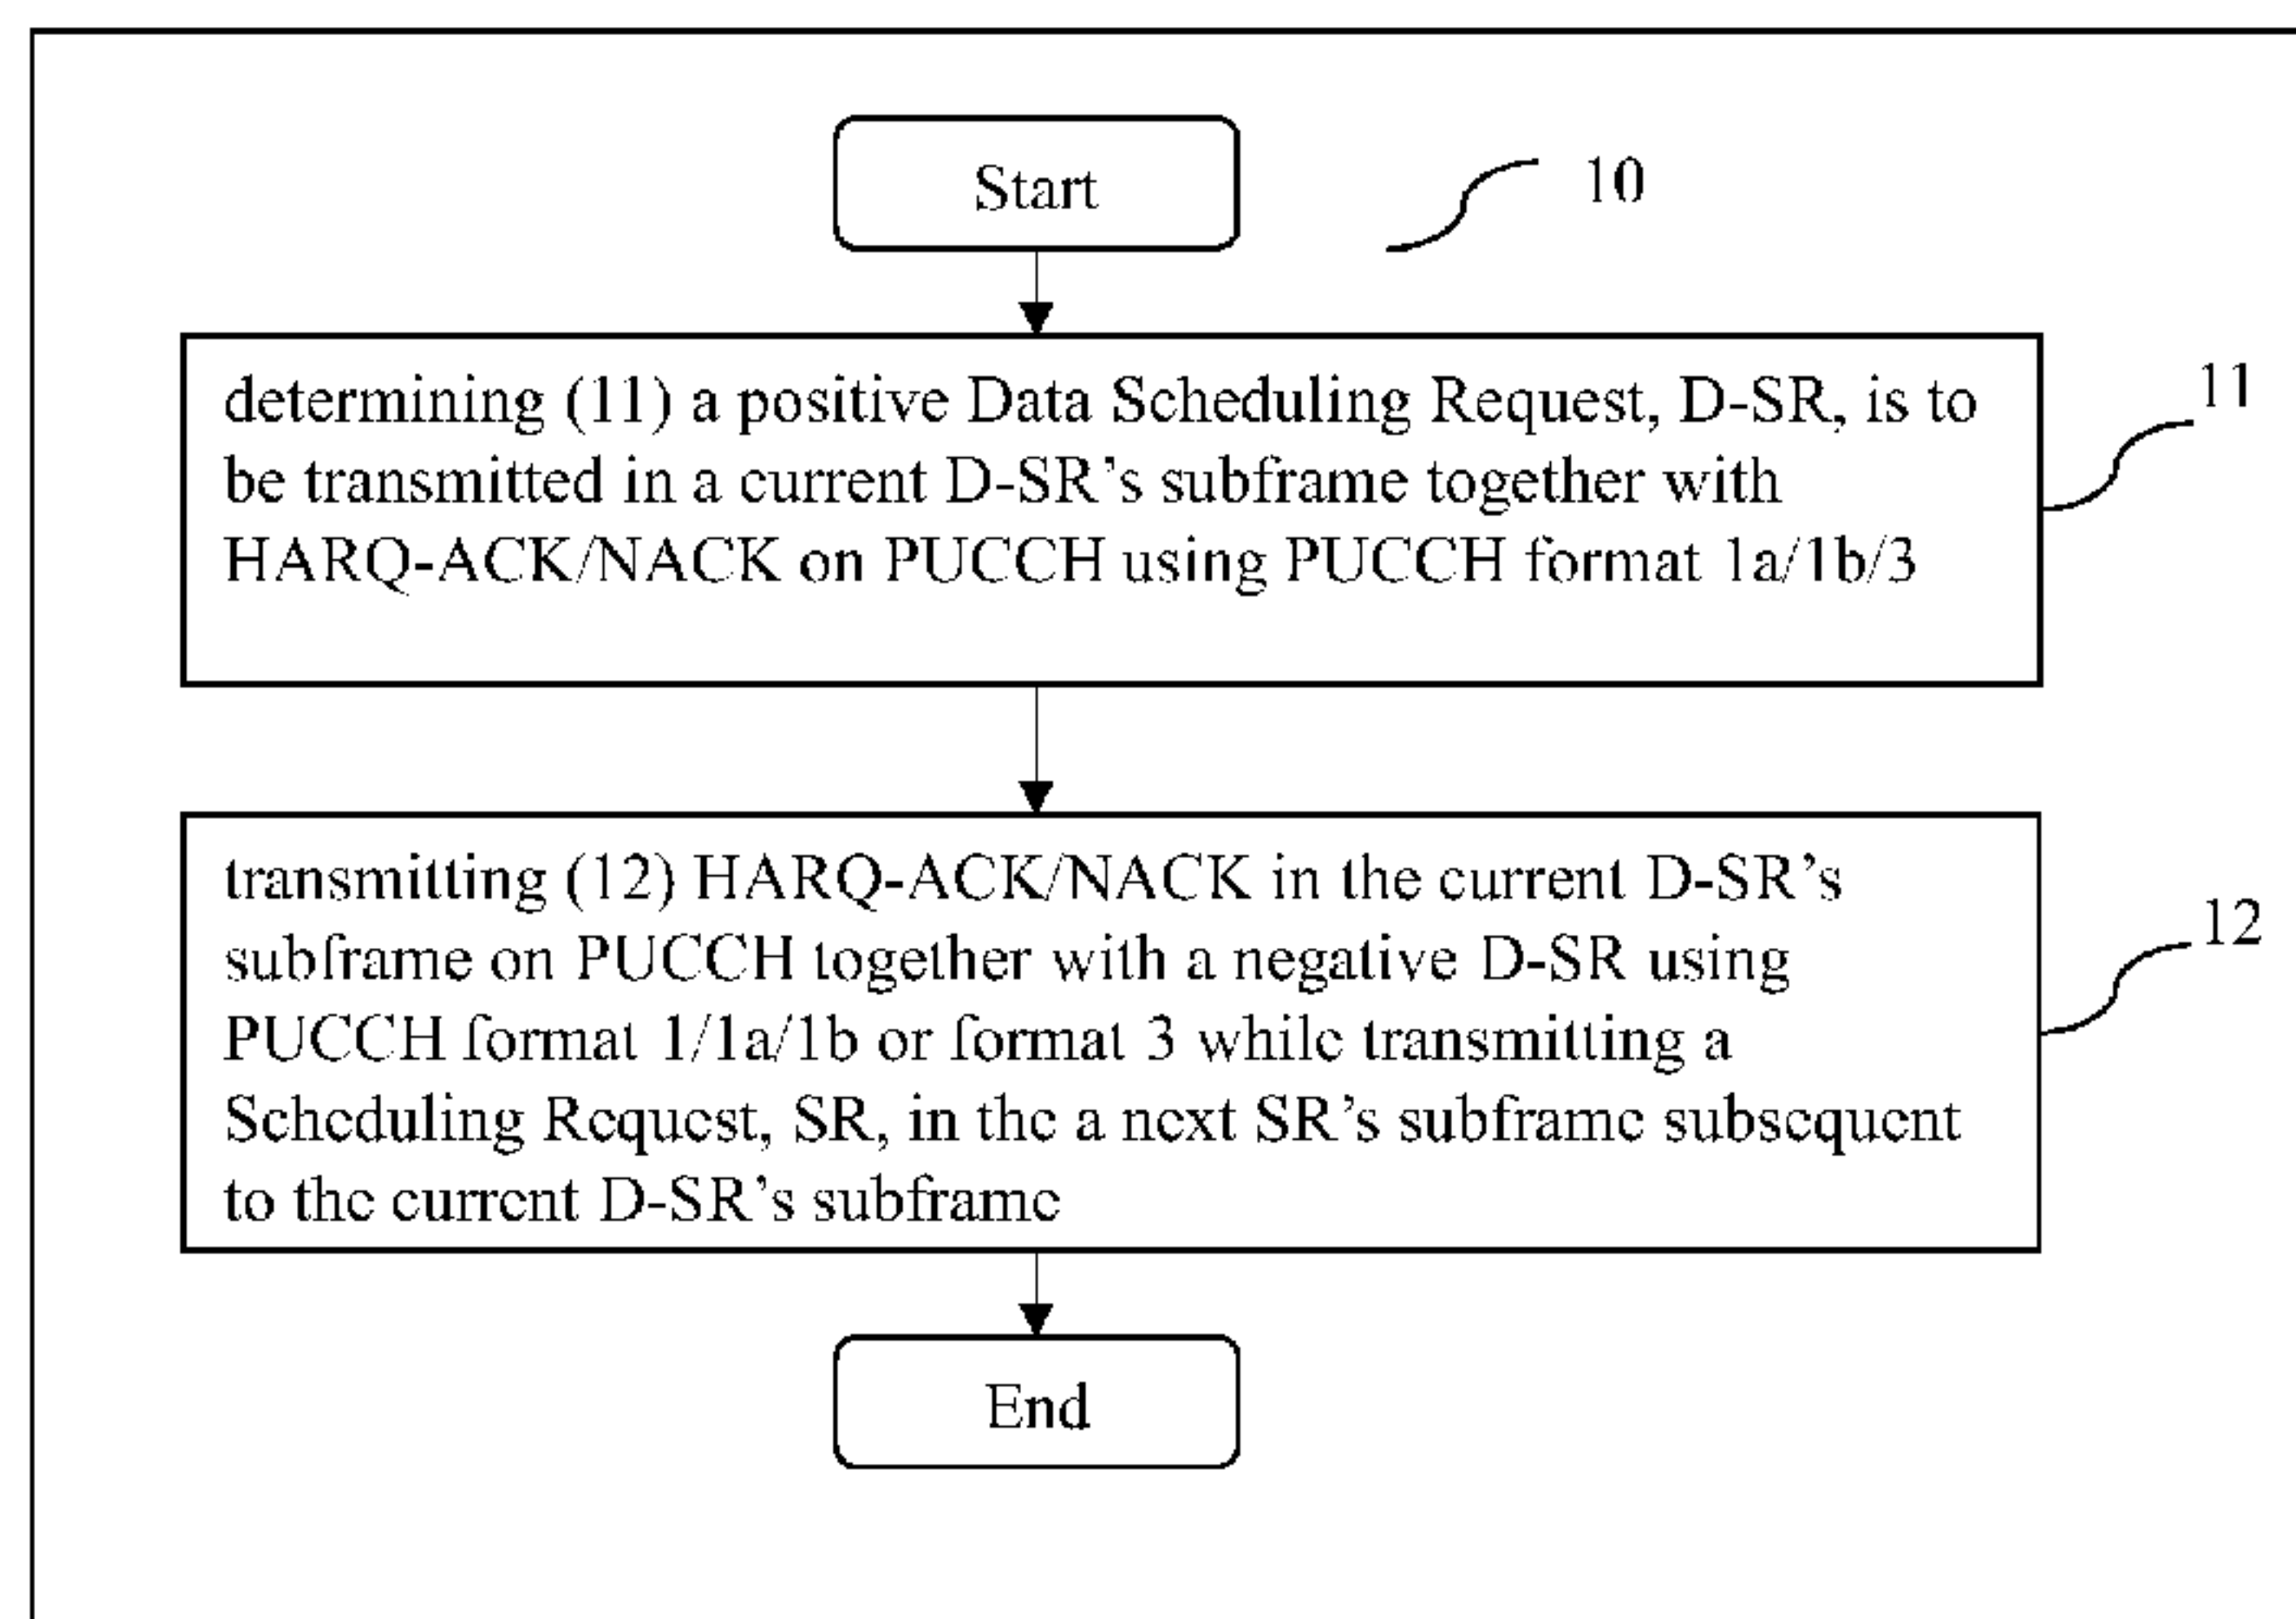 Start
10
determining (11) a positive Data Scheduling Request, D-SR, is to
be transmitted in a current D-SR's subframe together with
HARQ-ACK/NACK on PUCCH using PUCCH format 1a/1b/3
11
transmitting (12) HARQ-ACK/NACK in the current D-SR's
subframe on PUCCH together with a negative D-SR using
PUCCH format 1/1a/1b or format 3 while transmitting a
Scheduling Request, SR, in the a next SR's subframe subsequent
to the current D-SR's subframe
12
End